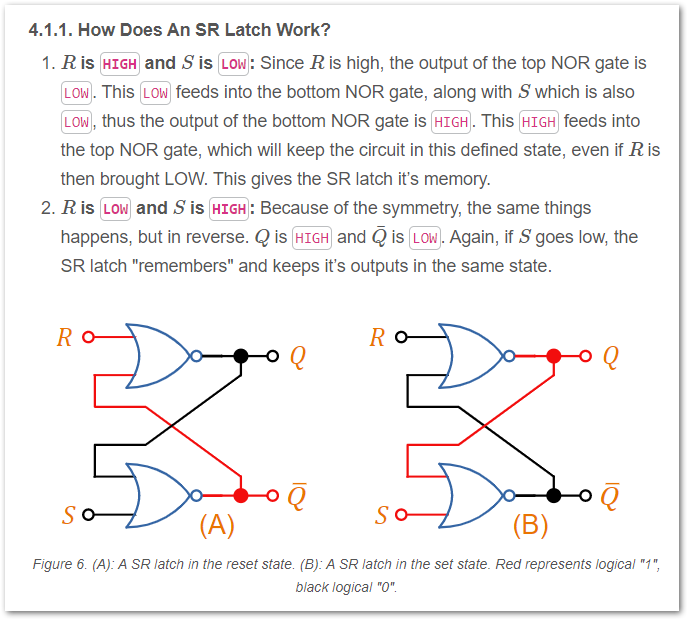 4.1.1. How Does An SR Latch Work?
1. R is HIGH and S is LOW: Since R is high, the output of the top NOR gate is
LOW. This LOW feeds into the bottom NOR gate, along with S which is also
LOW, thus the output of the bottom NOR gate is HIGH. This HIGH feeds into
the top NOR gate, which will keep the circuit in this defined state, even if R is
then brought LOW. This gives the SR latch it's memory.
2. R is LOW and S is HIGH: Because of the symmetry, the same things
happens, but in reverse. Q is HIGH and Q̄ is LOW. Again, if S goes low, the
SR latch "remembers" and keeps it's outputs in the same state.
R
Q
S
Q̄
(A)
R
Q
S
Q̄
(B)
Figure 6. (A): A SR latch in the reset state. (B): A SR latch in the set state. Red represents logical "1",
black logical "0".